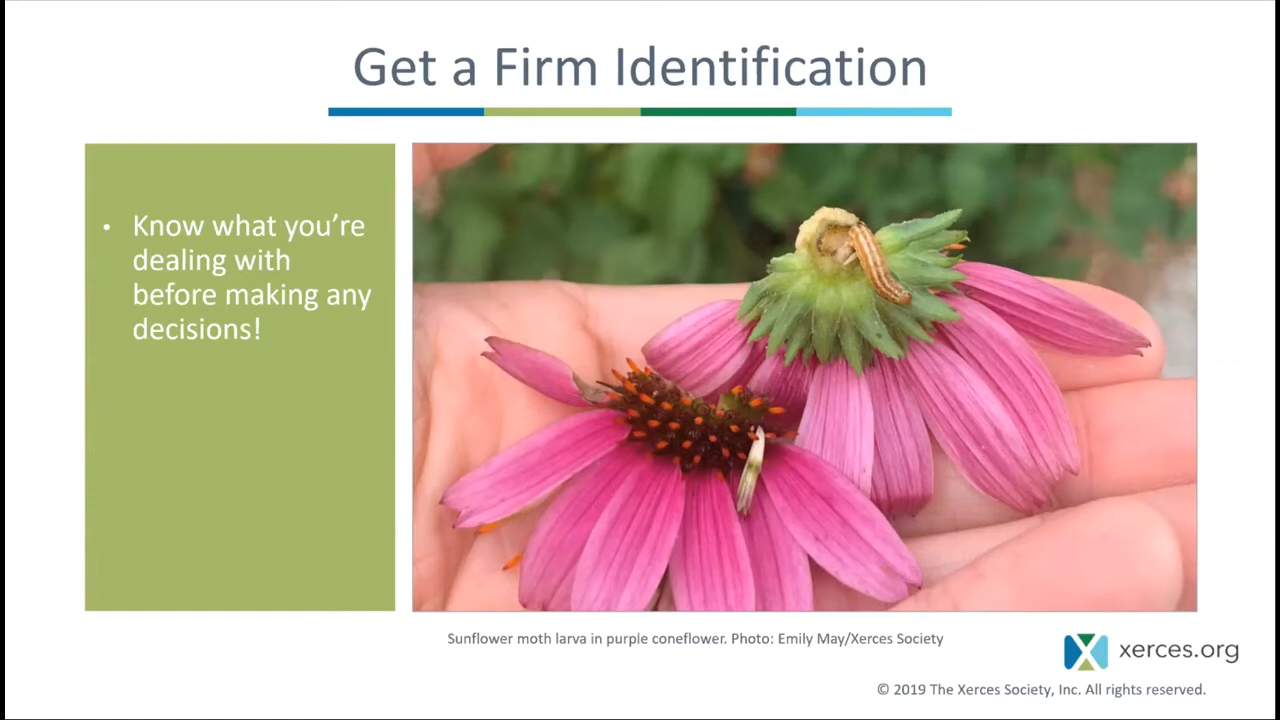 Get a Firm Identification
• Know what you're
dealing with
before making any
decisions!
Sunflower moth larva in purple coneflower. Photo: Emily May/Xerces Society
xerces.org
© 2019 The Xerces Society, Inc. All rights reserved.